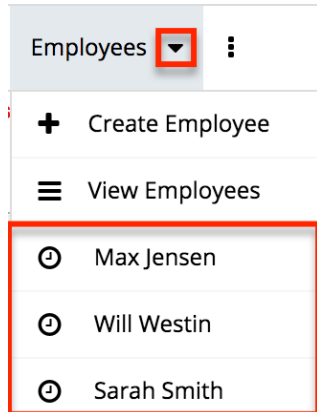 Employees
Create Employee
View Employees
Max Jensen
Will Westin
Sarah Smith